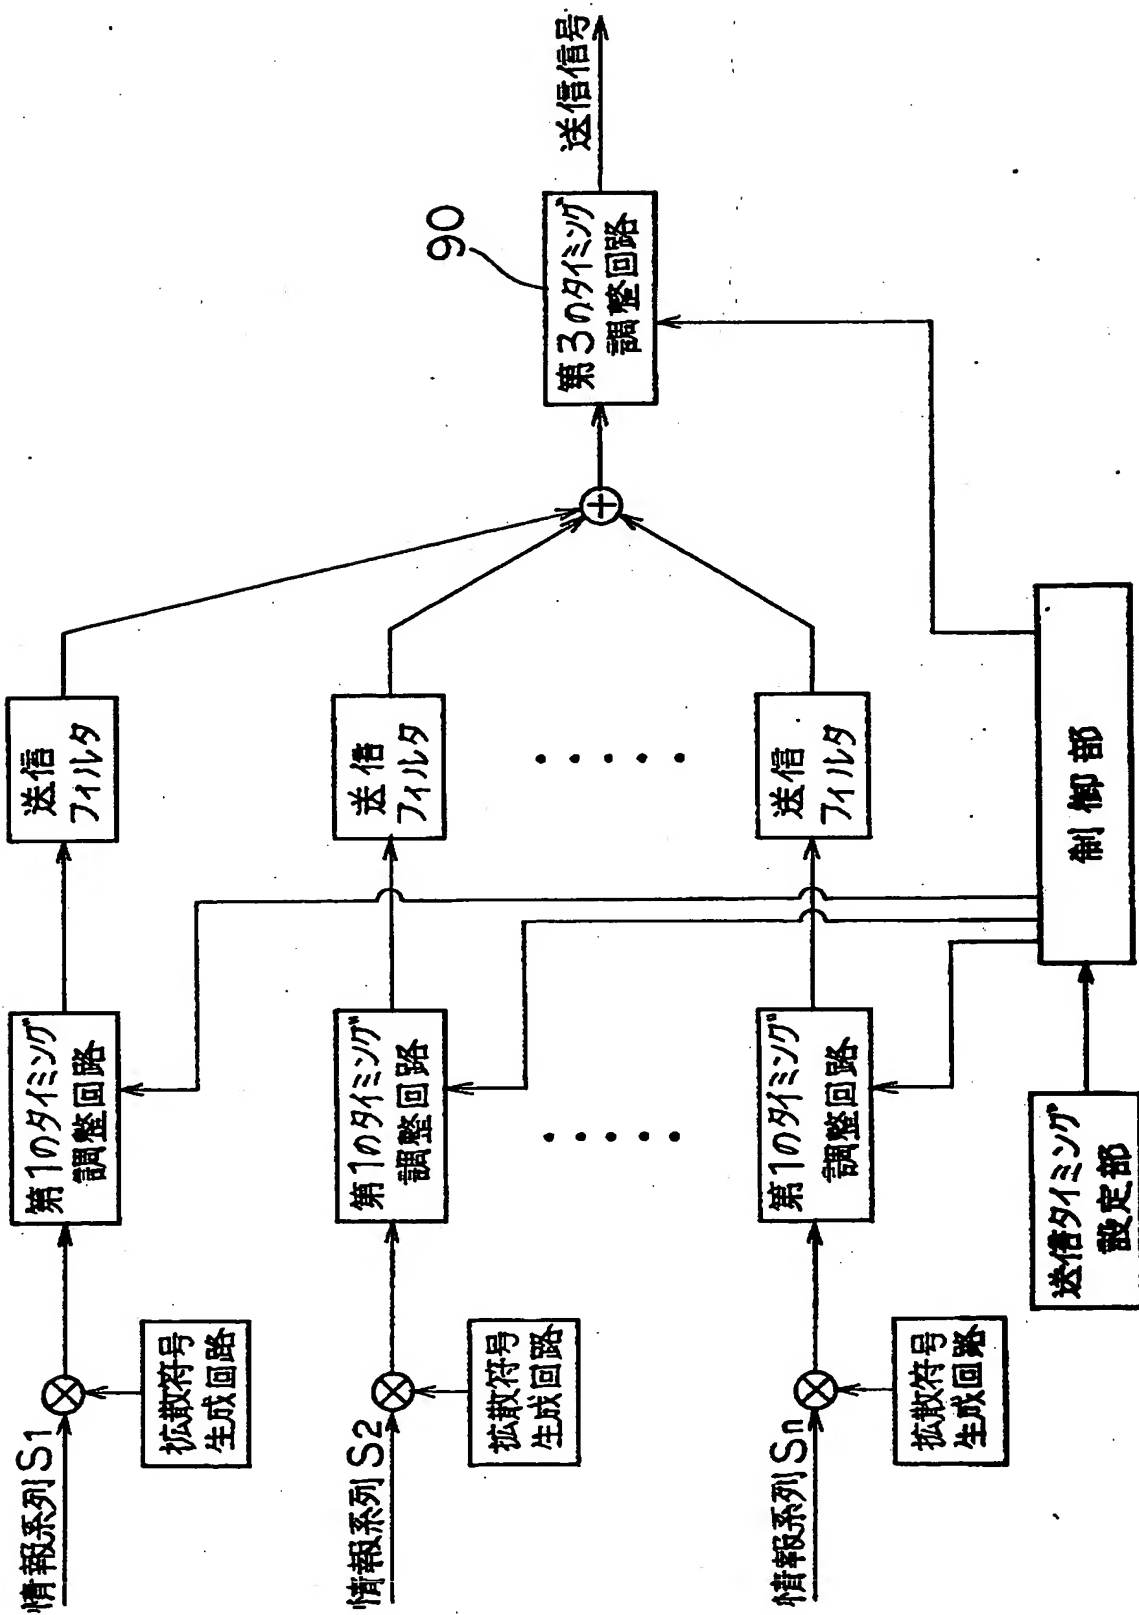 情報系列S1
拡散符号
生成回路
第1のタイミング
調整回路
送信
フィルタ
情報系列S2
拡散符号
生成回路
第1のタイミング
調整回路
送信
フィルタ
情報系列Sn
拡散符号
生成回路
第1のタイミング
調整回路
送信
フィルタ
送信タイミング
設定部
制御部
90
第3のタイミング
調整回路
送信信号